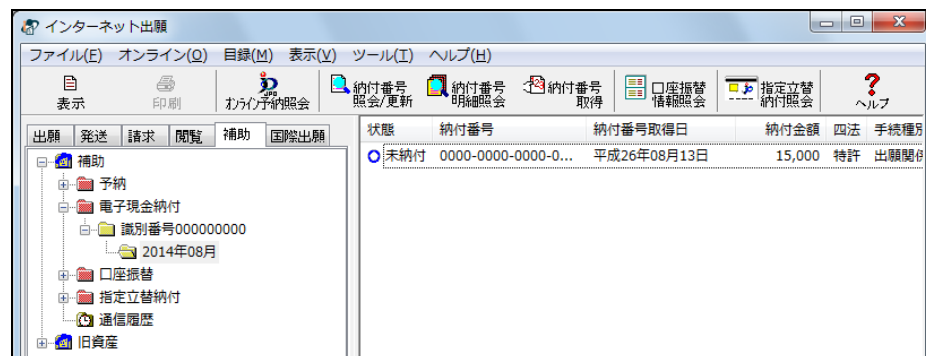 インターネット出願
ファイル(F) オンライン(O) 目録(M) 表示(V) ツール(T) ヘルプ(H)
表示 印刷 オンライン予納照会 納付番号照会/更新 納付番号明細照会 納付番号取得 口座振替情報照会 指定立替納付照会 ヘルプ
出願 発送 請求 閲覧 補助 国際出願
状態 納付番号 納付番号取得日 納付金額 四法 手続種別
未納付 0000-0000-0000-0... 平成26年08月13日 15,000 特許 出願関係
補助
予納
電子現金納付
識別番号000000000
2014年08月
口座振替
指定立替納付
通信履歴
旧資産